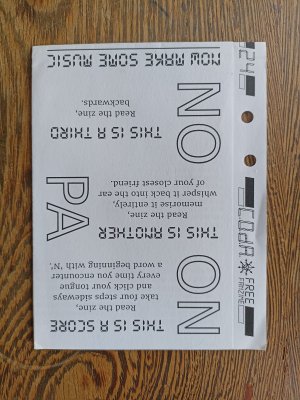 THIS IS A SCORE
Read the zine,
take four steps sideways
and click your tongue
every time you encounter
a word beginning with 'N'.
THIS IS ANOTHER
Read the zine,
memorise it entirely,
whisper it back into the ear
of your closest friend.
THIS IS A THIRD
Read the zine,
backwards.
NOW MAKE SOME MUSIC
NO
PA
ON
24
CODA
FREE
FANZINE